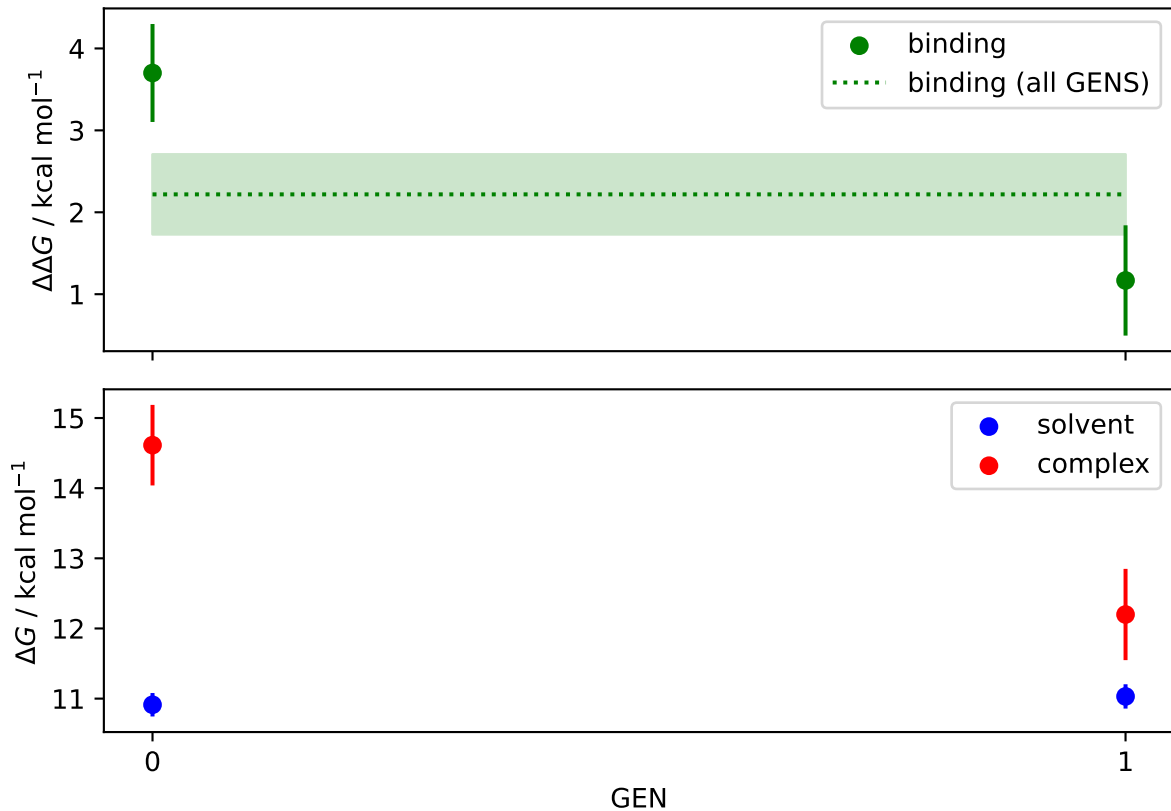 4
3
2
1
ΔΔG / kcal mol⁻¹
binding
binding (all GENS)
15
14
13
12
11
ΔG / kcal mol⁻¹
solvent
complex
0
1
GEN